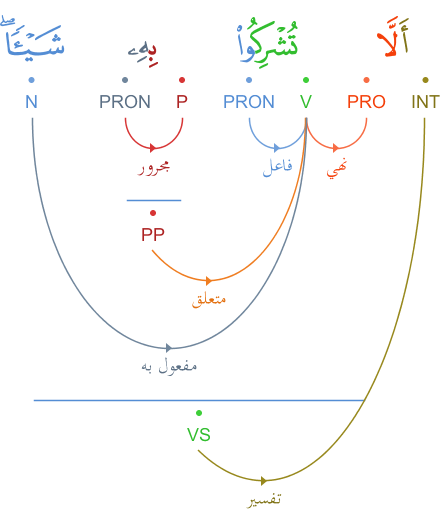 أَلَّا تُشْرِكُوا۟ بِهِۦ شَيْـًٔا ۖ
INT PRO V PRON P PRON N
نهي فاعل مجرور
PP
متعلق
مفعول به
VS
تفسير